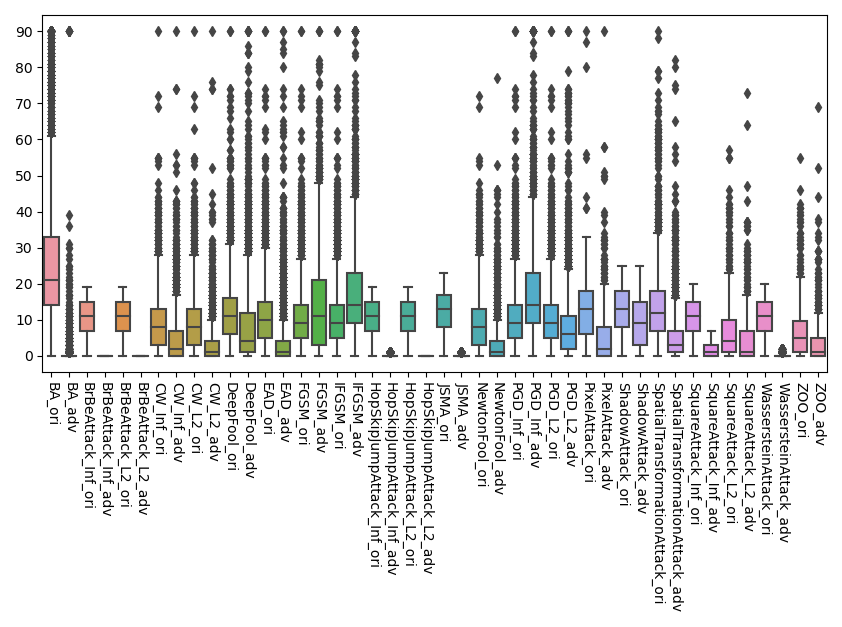 90
80
70
60
50
40
30
20
10
0
BA_ori
BA_adv
BrBeAttack_Inf_ori
BrBeAttack_Inf_adv
BrBeAttack_L2_ori
BrBeAttack_L2_adv
CW_Inf_ori
CW_Inf_adv
CW_L2_ori
CW_L2_adv
DeepFool_ori
DeepFool_adv
EAD_ori
EAD_adv
FGSM_ori
FGSM_adv
IFGSM_ori
IFGSM_adv
HopSkipJumpAttack_Inf_ori
HopSkipJumpAttack_Inf_adv
HopSkipJumpAttack_L2_ori
HopSkipJumpAttack_L2_adv
JSMA_ori
JSMA_adv
NewtonFool_ori
NewtonFool_adv
PGD_Inf_ori
PGD_Inf_adv
PGD_L2_ori
PGD_L2_adv
PixelAttack_ori
PixelAttack_adv
ShadowAttack_ori
ShadowAttack_adv
SpatialTransformationAttack_ori
SpatialTransformationAttack_adv
SquareAttack_Inf_ori
SquareAttack_Inf_adv
SquareAttack_L2_ori
SquareAttack_L2_adv
WassersteinAttack_ori
WassersteinAttack_adv
ZOO_ori
ZOO_adv